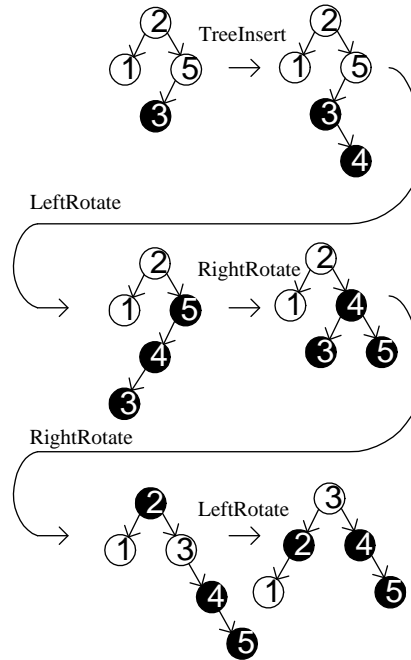 2 TreeInsert 2
1 5 1 5
3 3
4
LeftRotate
2 RightRotate 2
1 5 1 4
4 3 5
3
RightRotate
2 LeftRotate 3
1 3 2 4
4 1 5
5